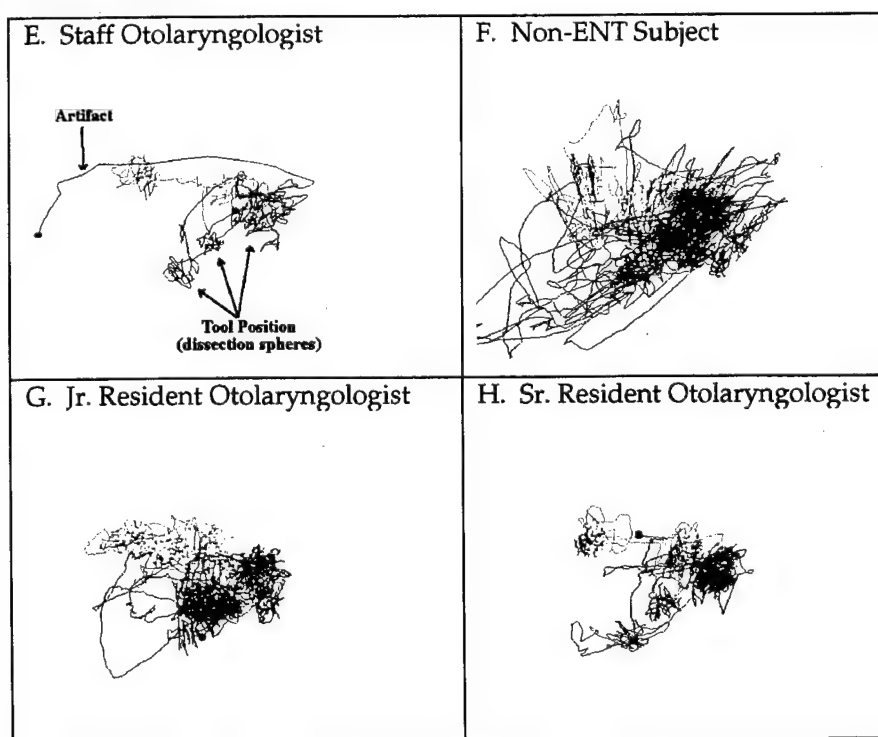 E. Staff Otolaryngologist
Artifact
Tool Position
(dissection spheres)
F. Non-ENT Subject
G. Jr. Resident Otolaryngologist
H. Sr. Resident Otolaryngologist